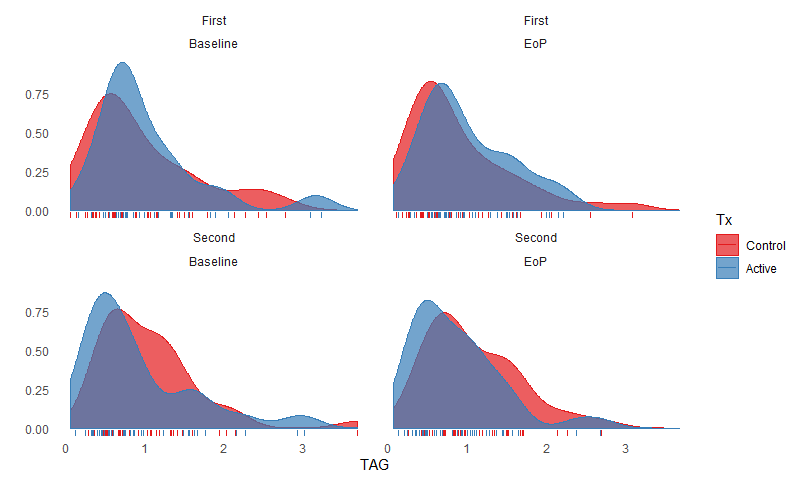 First
First
Baseline
EoP
0.75
0.50
0.25
0.00
Second
Second
Baseline
EoP
0.75
0.50
0.25
0.00
0
1
2
3
0
1
2
3
TAG
Tx
Control
Active